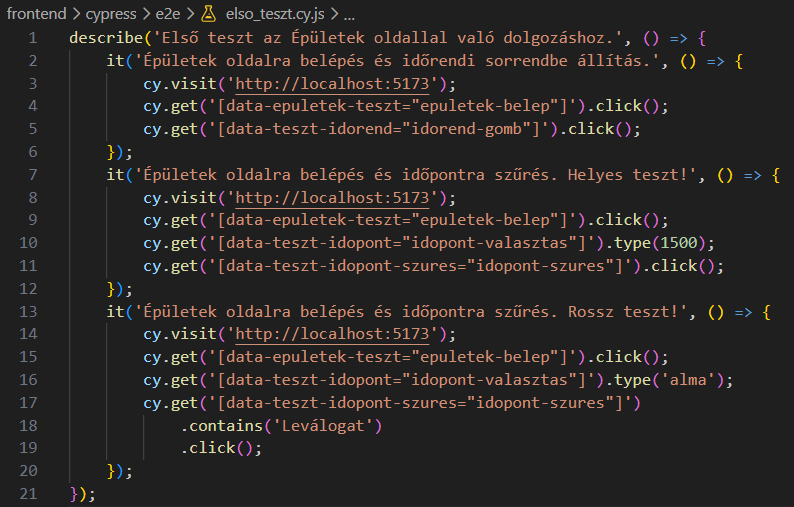 frontend > cypress > e2e > elso_teszt.cy.js > ...
1 describe('Első teszt az Épületek oldallal való dolgozáshoz.', () => {
2 it('Épületek oldalra belépés és időrendi sorrendbe állítás.', () => {
3 cy.visit('http://localhost:5173');
4 cy.get('[data-epuletek-teszt="epuletek-belep"]').click();
5 cy.get('[data-teszt-idorend="idorend-gomb"]').click();
6 });
7 it('Épületek oldalra belépés és időpontra szűrés. Helyes teszt!', () => {
8 cy.visit('http://localhost:5173');
9 cy.get('[data-epuletek-teszt="epuletek-belep"]').click();
10 cy.get('[data-teszt-idopont="idopont-valasztas"]').type(1500);
11 cy.get('[data-teszt-idopont-szures="idopont-szures"]').click();
12 });
13 it('Épületek oldalra belépés és időpontra szűrés. Rossz teszt!', () => {
14 cy.visit('http://localhost:5173');
15 cy.get('[data-epuletek-teszt="epuletek-belep"]').click();
16 cy.get('[data-teszt-idopont="idopont-valasztas"]').type('alma');
17 cy.get('[data-teszt-idopont-szures="idopont-szures"]')
18 .contains('Leválogat')
19 .click();
20 });
21 });